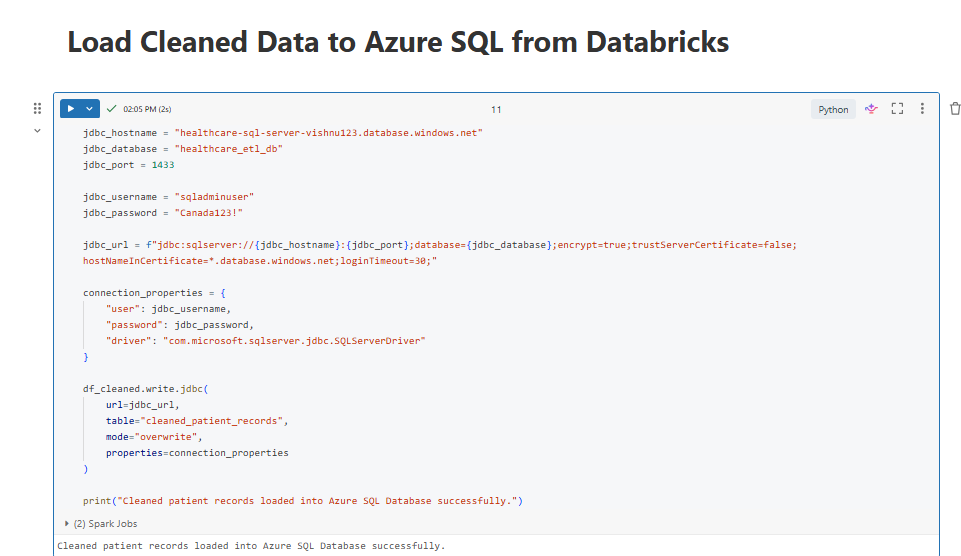 Load Cleaned Data to Azure SQL from Databricks
02:05 PM (2s)
11
Python
jdbc_hostname = "healthcare-sql-server-vishnu123.database.windows.net"
jdbc_database = "healthcare_etl_db"
jdbc_port = 1433
jdbc_username = "sqladminuser"
jdbc_password = "Canada123!"
jdbc_url = f"jdbc:sqlserver://{jdbc_hostname}:{jdbc_port};database={jdbc_database};encrypt=true;trustServerCertificate=false;
hostNameInCertificate=*.database.windows.net;loginTimeout=30;"
connection_properties = {
"user": jdbc_username,
"password": jdbc_password,
"driver": "com.microsoft.sqlserver.jdbc.SQLServerDriver"
}
df_cleaned.write.jdbc(
url=jdbc_url,
table="cleaned_patient_records",
mode="overwrite",
properties=connection_properties
)
print("Cleaned patient records loaded into Azure SQL Database successfully.")
(2) Spark Jobs
Cleaned patient records loaded into Azure SQL Database successfully.